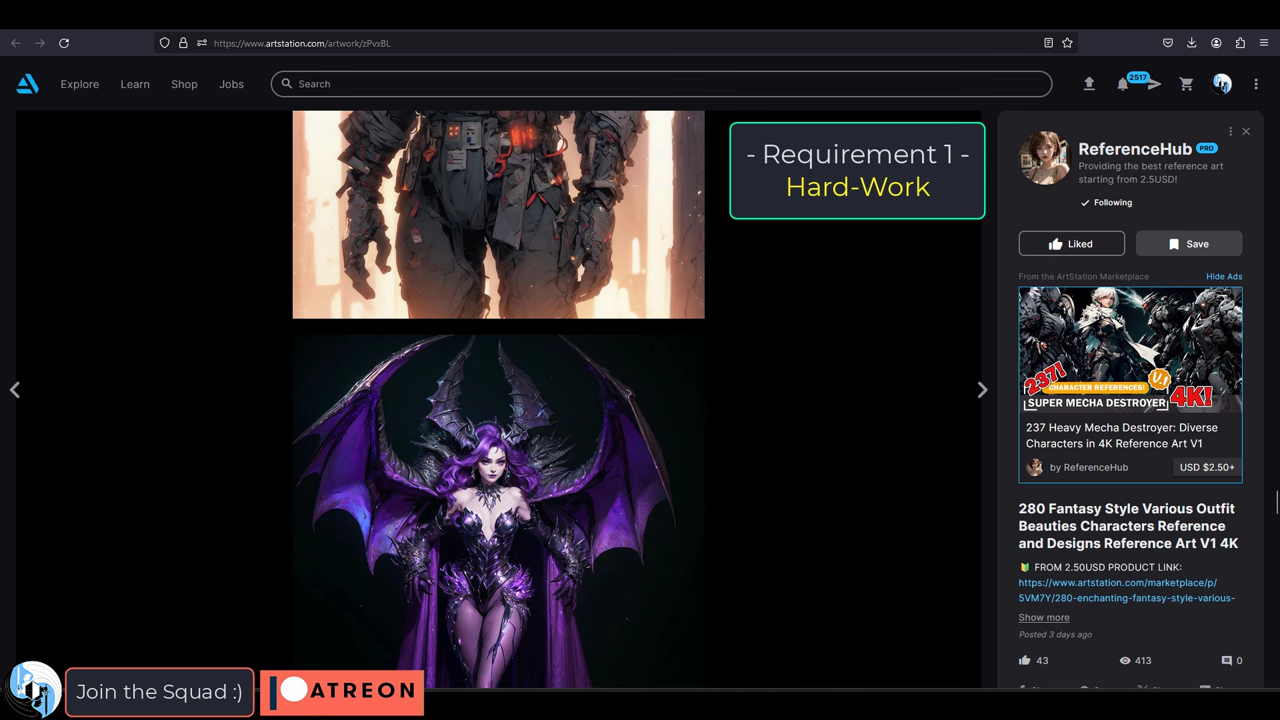 https://www.artstation.com/artwork/zPvxBL
Explore
Learn
Shop
Jobs
Search
2517
- Requirement 1 -
Hard-Work
ReferenceHub PRO
Providing the best reference art
starting from 2.5USD!
Following
Liked
Save
From the ArtStation Marketplace
Hide Ads
237!
CHARACTER REFERENCES!
V.1
SUPER MECHA DESTROYER
4K!
237 Heavy Mecha Destroyer: Diverse
Characters in 4K Reference Art V1
by ReferenceHub
USD $2.50+
280 Fantasy Style Various Outfit
Beauties Characters Reference
and Designs Reference Art V1 4K
FROM 2.50USD PRODUCT LINK:
https://www.artstation.com/marketplace/p/
5VM7Y/280-enchanting-fantasy-style-various-
Show more
Posted 3 days ago
43
413
0
Join the Squad :)
PATREON